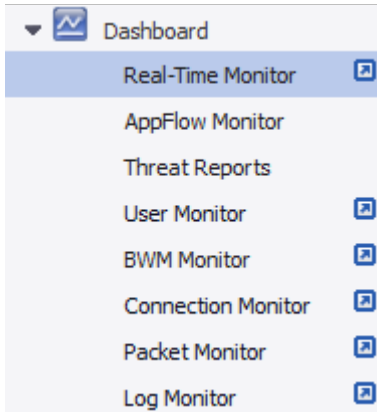 Dashboard
Real-Time Monitor
AppFlow Monitor
Threat Reports
User Monitor
BWM Monitor
Connection Monitor
Packet Monitor
Log Monitor